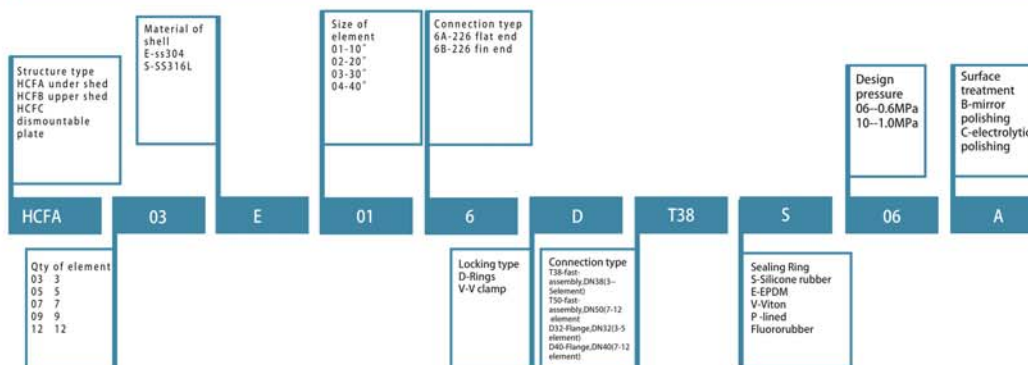 Structure type
HCFA under shed
HCFB upper shed
HCFC
dismountable
plate
Material of
shell
E-ss304
S-SS316L
Size of
element
01-10"
02-20"
03-30"
04-40"
Connection tyep
6A-226 flat end
6B-226 fin end
Design
pressure
06--0.6MPa
10--1.0MPa
Surface
treatment
B-mirror
polishing
C-electrolytic
polishing
HCFA 03 E 01 6 D T38 S 06 A
Qty of element
03 3
05 5
07 7
09 9
12 12
Locking type
D-Rings
V-V clamp
Connection type
T38-fast-
assembly,DN38(3--
5element)
T50-fast-
assembly,DN50(7-12
element
D32-Flange,DN32(3-5
element)
D40-Flange,DN40(7-12
element)
Sealing Ring
S-Silicone rubber
E-EPDM
V-Viton
P -lined
Fluororubber